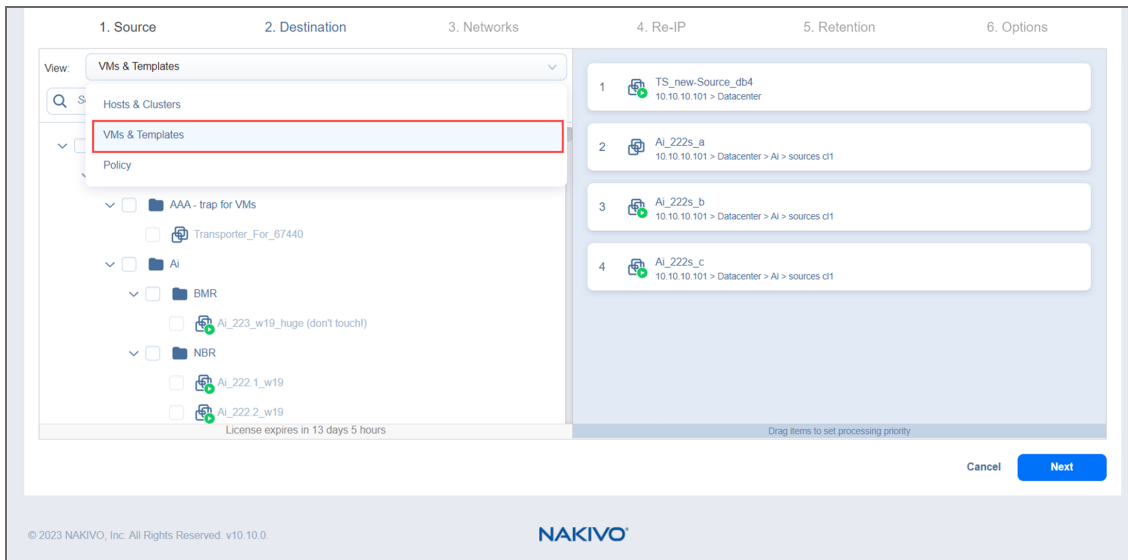 1. Source 2. Destination 3. Networks 4. Re-IP 5. Retention 6. Options
View: VMs & Templates
Hosts & Clusters
VMs & Templates
Policy
AAA - trap for VMs
Transporter_For_67440
Ai
BMR
Ai_223_w19_huge (don't touch!)
NBR
Ai_222.1_w19
Ai_222.2_w19
License expires in 13 days 5 hours
1 TS_new-Source_db4
10.10.10.101 > Datacenter
2 Ai_222s_a
10.10.10.101 > Datacenter > Ai > sources cl1
3 Ai_222s_b
10.10.10.101 > Datacenter > Ai > sources cl1
4 Ai_222s_c
10.10.10.101 > Datacenter > Ai > sources cl1
Drag items to set processing priority
Cancel Next
© 2023 NAKIVO, Inc. All Rights Reserved. v10.10.0.
NAKIVO®